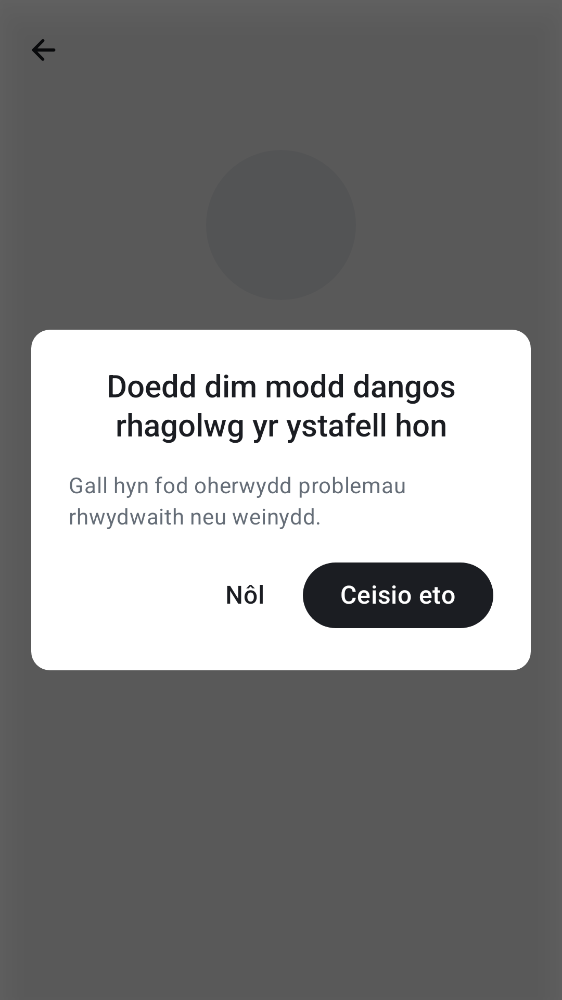 Doedd dim modd dangos
rhagolwg yr ystafell hon
Gall hyn fod oherwydd problemau
rhwydwaith neu weinydd.
Nôl
Ceisio eto